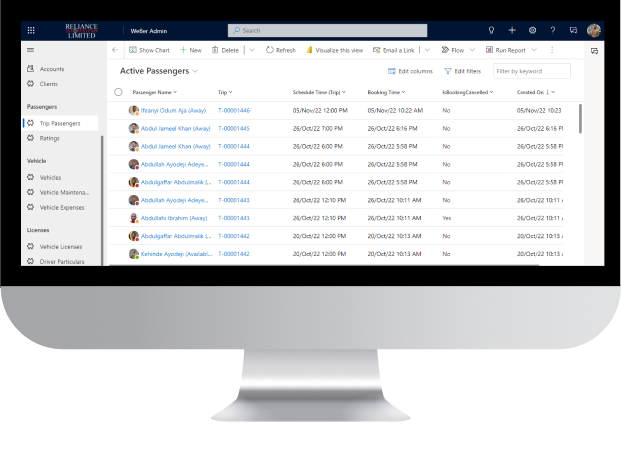 RELIANCE
LIMITED
Weßer Admin
Search
Show Chart
New
Delete
Refresh
Visualize this view
Email a Link
Flow
Run Report
Accounts
Clients
Passengers
Trip Passengers
Ratings
Vehicle
Vehicles
Vehicle Maintena...
Vehicle Expenses
Licenses
Vehicle Licenses
Driver Particulars
Active Passengers
Edit columns
Edit filters
Filter by keyword
Passenger Name Trip Schedule Time (Trip) Booking Time IsBookingCancelled Created On
Ifeanyi Odum Aja (Away) T-00001446 05/Nov/22 12:00 PM 05/Nov/22 10:22 AM No 05/Nov/22 10:23
Abdul Jameel Khan (Away) T-00001445 26/Oct/22 7:00 PM 26/Oct/22 6:16 PM No 26/Oct/22 6:16 PM
Abdul Jameel Khan (Away) T-00001444 26/Oct/22 6:00 PM 26/Oct/22 5:58 PM No 26/Oct/22 5:58 PM
Abdullah Ayodeji Adeye... T-00001444 26/Oct/22 6:00 PM 26/Oct/22 5:58 PM No 26/Oct/22 5:58 PM
Abdulgaffar Abdulmalik (... T-00001444 26/Oct/22 6:00 PM 26/Oct/22 5:58 PM No 26/Oct/22 5:58 PM
Abdullah Ayodeji Adeye... T-00001443 26/Oct/22 12:10 PM 26/Oct/22 10:11 AM No 26/Oct/22 10:11
Abdullahi Ibrahim (Away) T-00001443 26/Oct/22 12:10 PM 26/Oct/22 10:11 AM Yes 26/Oct/22 10:11
Abdulgaffar Abdulmalik (... T-00001442 20/Oct/22 12:00 PM 20/Oct/22 10:13 AM No 20/Oct/22 10:13
Kehinde Ayodeji (Availabl... T-00001442 20/Oct/22 12:00 PM 20/Oct/22 10:13 AM No 20/Oct/22 10:13